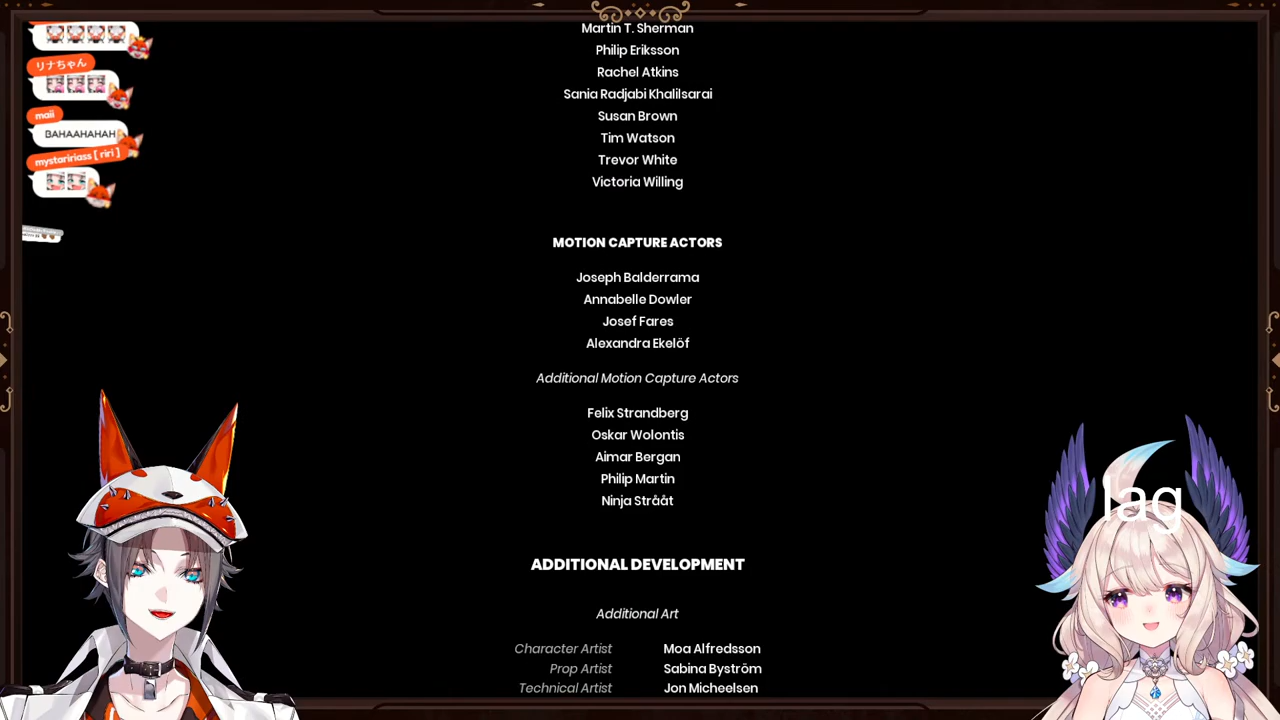 リナちゃん
maii
BAHAAHAHAH
mystaririass [ riri ]
Martin T. Sherman
Philip Eriksson
Rachel Atkins
Sania Radjabi Khalilsarai
Susan Brown
Tim Watson
Trevor White
Victoria Willing
MOTION CAPTURE ACTORS
Joseph Balderrama
Annabelle Dowler
Josef Fares
Alexandra Ekelöf
Additional Motion Capture Actors
Felix Strandberg
Oskar Wolontis
Aimar Bergan
Philip Martin
Ninja Strååt
ADDITIONAL DEVELOPMENT
Additional Art
Character Artist Moa Alfredsson
Prop Artist Sabina Byström
Technical Artist Jon Micheelsen
lag